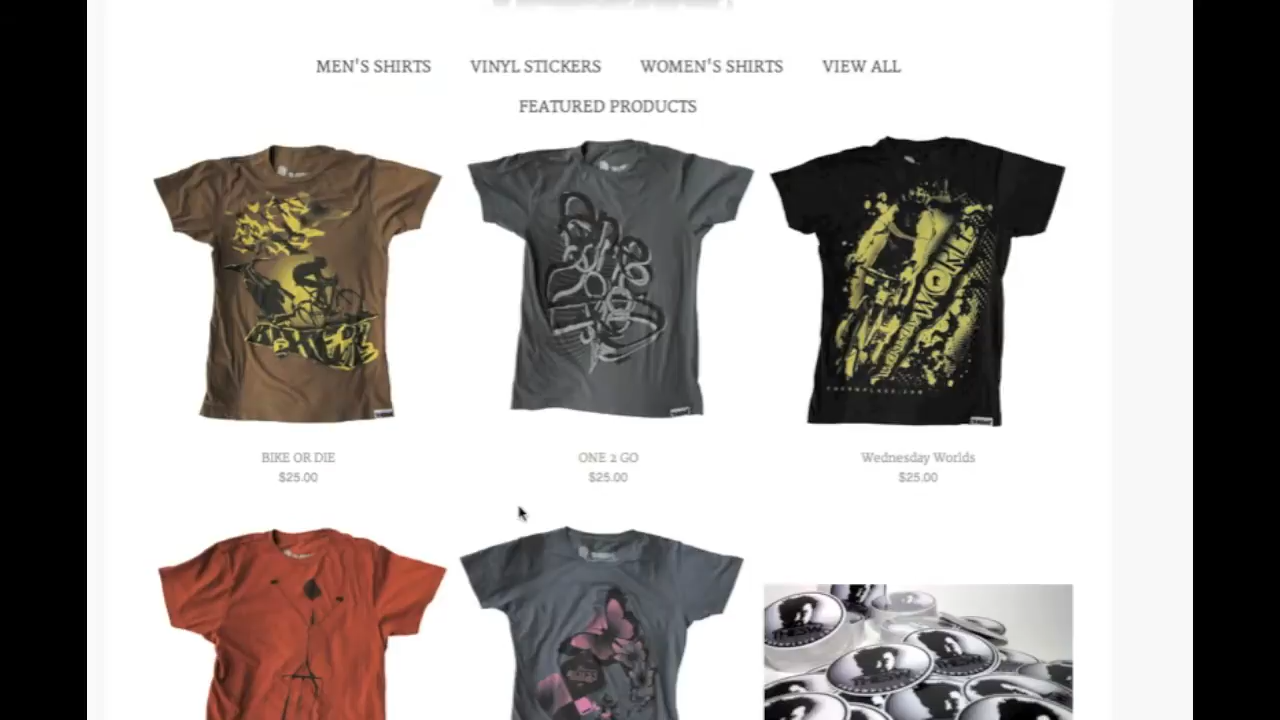 MEN'S SHIRTS VINYL STICKERS WOMEN'S SHIRTS VIEW ALL
FEATURED PRODUCTS
WORLDS
BIKE OR DIE
$25.00
ONE 2 GO
$25.00
Wednesday Worlds
$25.00